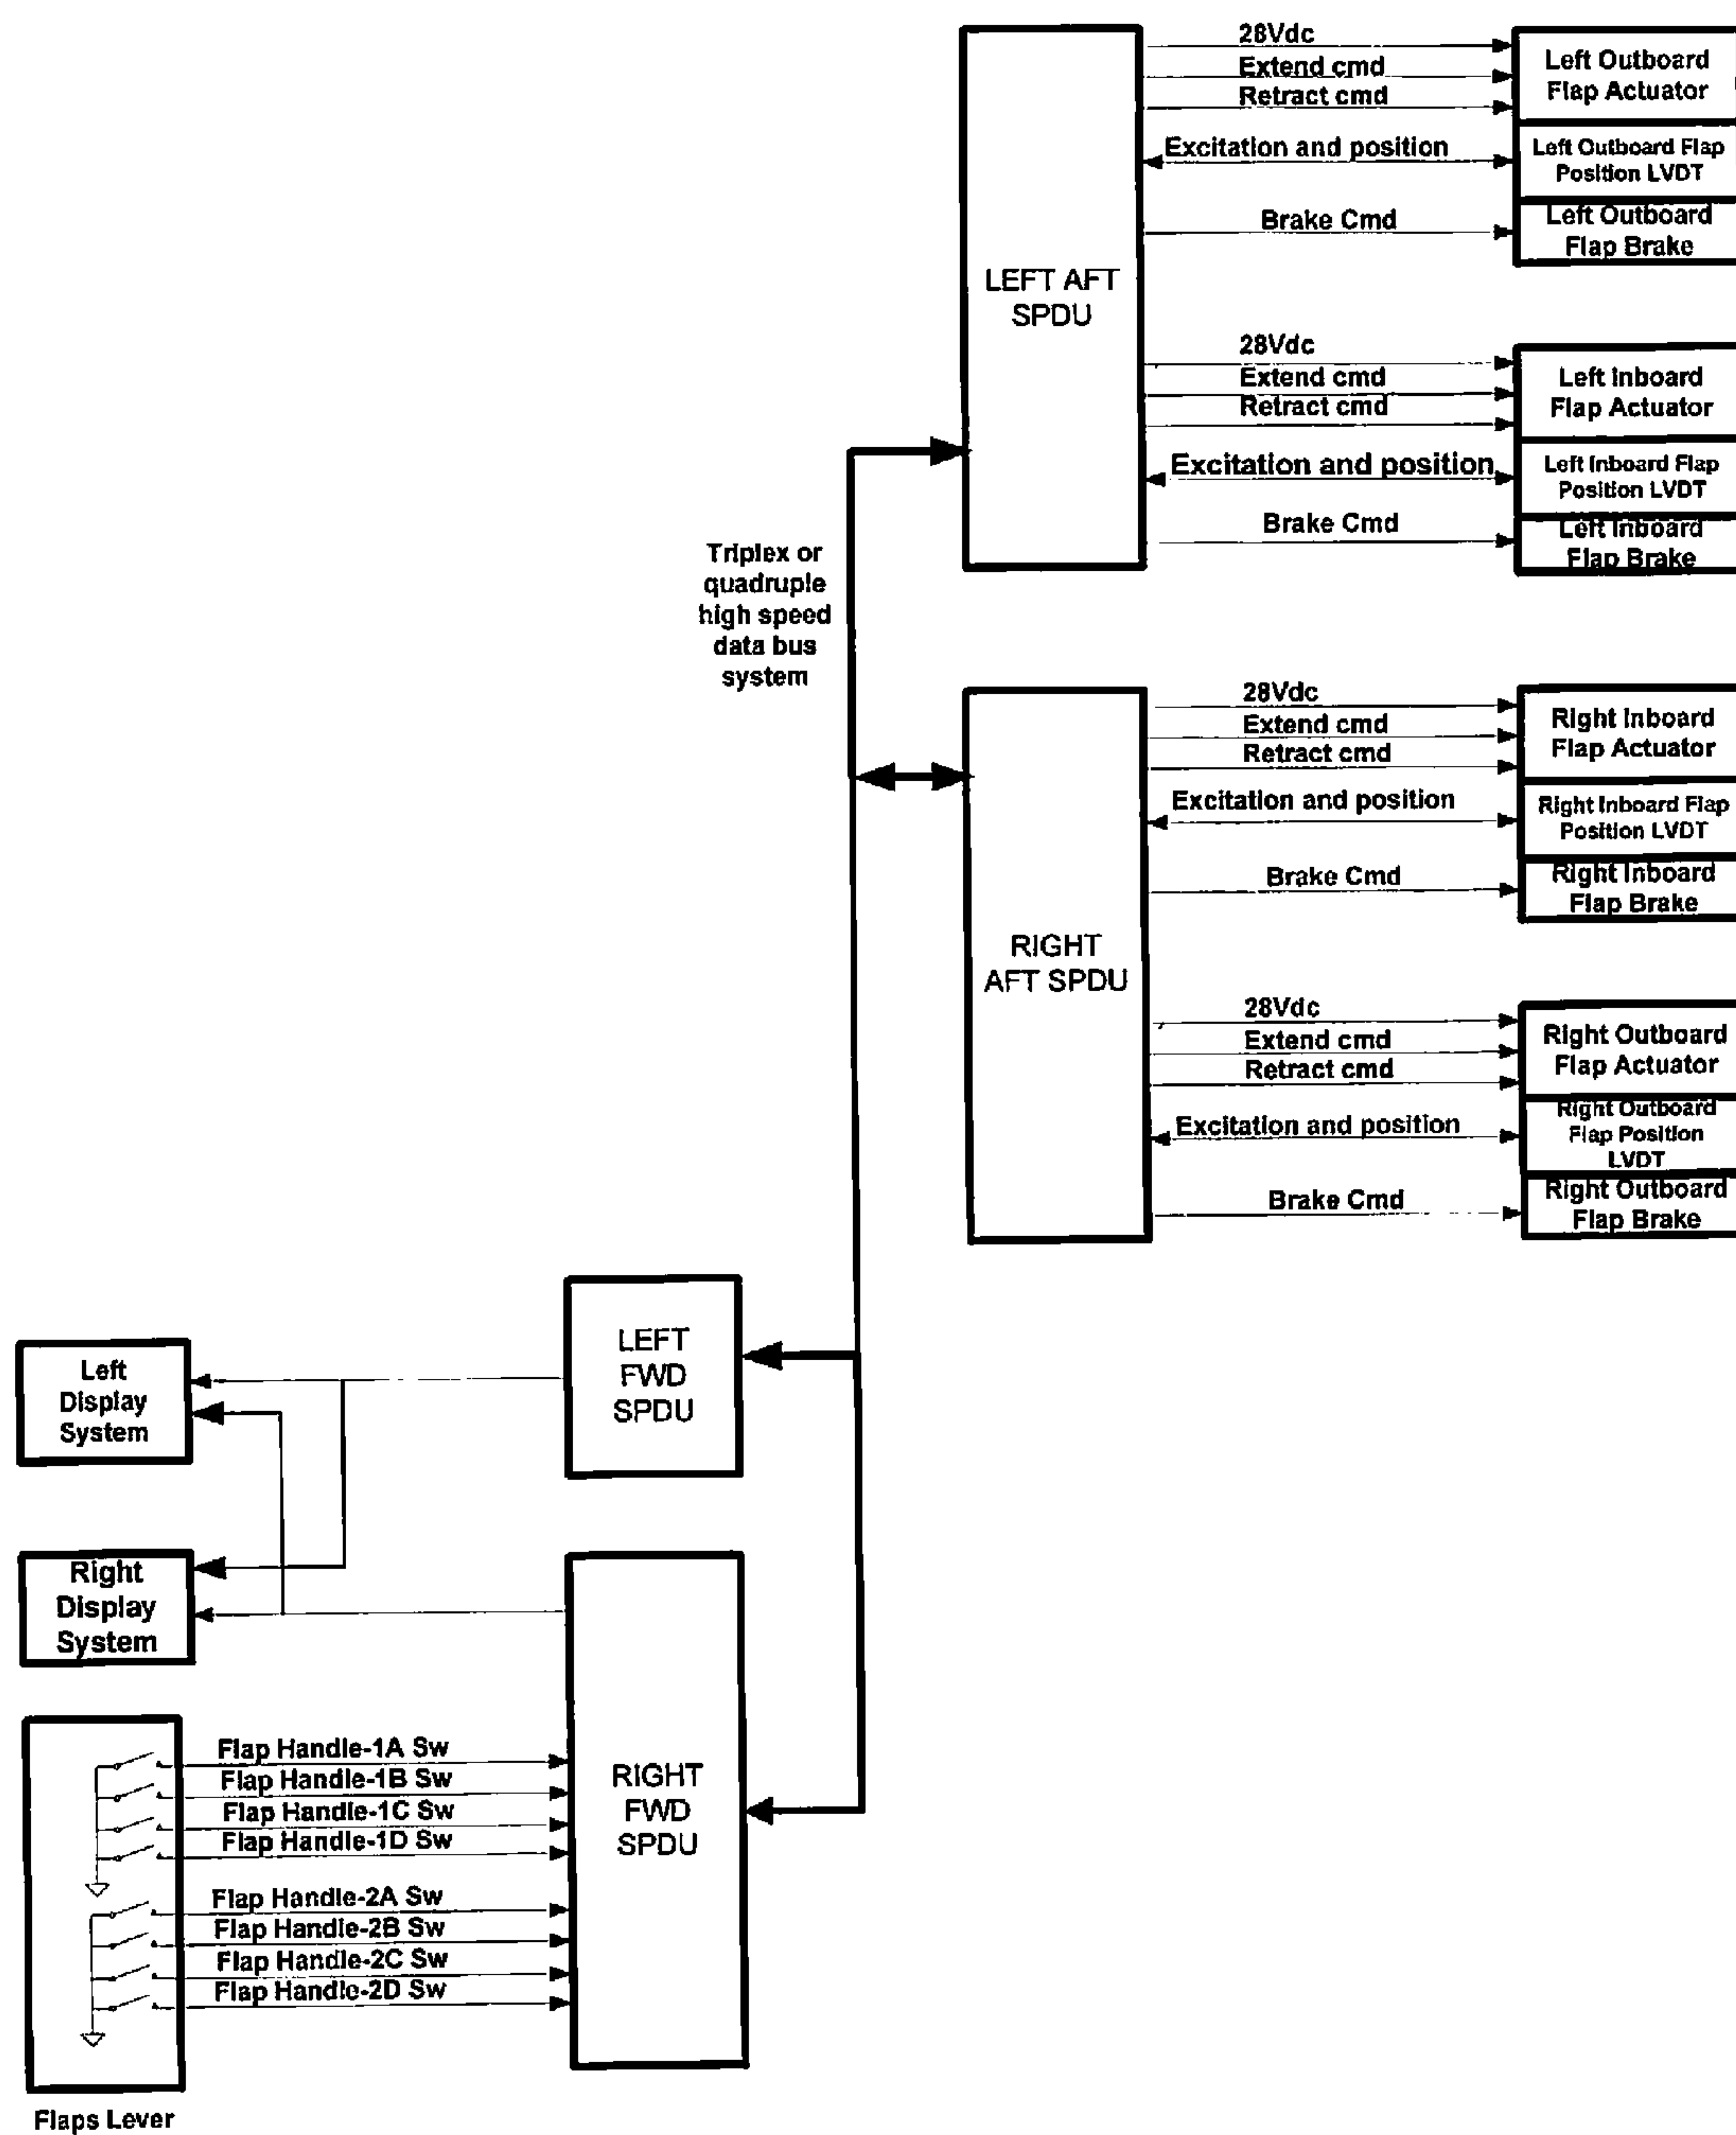 28Vdc
Extend cmd
Retract cmd
Left Outboard
Flap Actuator
Excitation and position
Left Outboard Flap
Position LVDT
Brake Cmd
Left Outboard
Flap Brake
LEFT AFT
SPDU
28Vdc
Extend cmd
Retract cmd
Left Inboard
Flap Actuator
Excitation and position
Left Inboard Flap
Position LVDT
Brake Cmd
Left Inboard
Flap Brake
Triplex or
quadruple
high speed
data bus
system
28Vdc
Extend cmd
Retract cmd
Right Inboard
Flap Actuator
Excitation and position
Right Inboard Flap
Position LVDT
Brake Cmd
Right Inboard
Flap Brake
RIGHT
AFT SPDU
28Vdc
Extend cmd
Retract cmd
Right Outboard
Flap Actuator
Excitation and position
Right Outboard
Flap Position
LVDT
Brake Cmd
Right Outboard
Flap Brake
LEFT
FWD
SPDU
Left
Display
System
Right
Display
System
Flap Handle-1A Sw
Flap Handle-1B Sw
Flap Handle-1C Sw
Flap Handle-1D Sw
RIGHT
FWD
SPDU
Flap Handle-2A Sw
Flap Handle-2B Sw
Flap Handle-2C Sw
Flap Handle-2D Sw
Flaps Lever